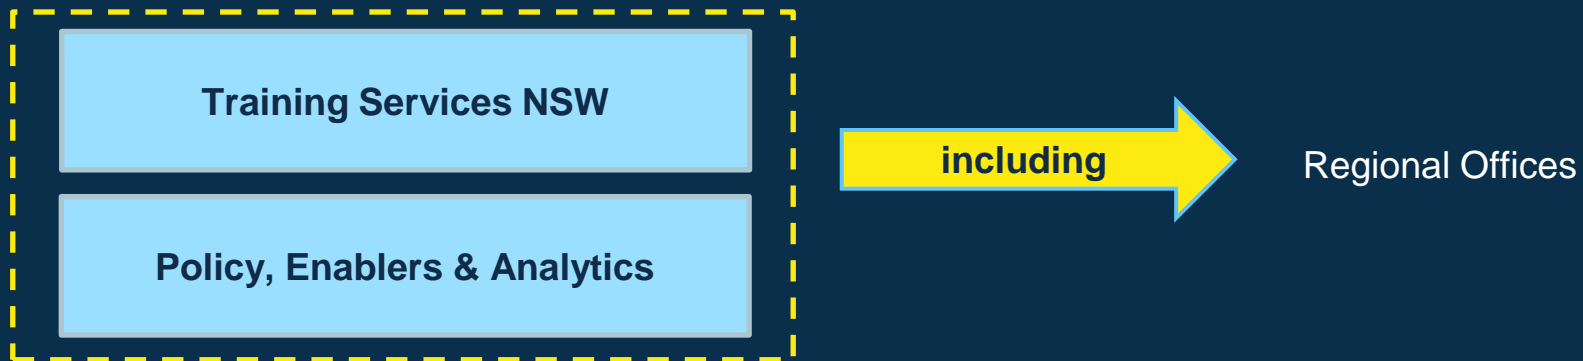 Training Services NSW
including
Regional Offices
Policy, Enablers & Analytics